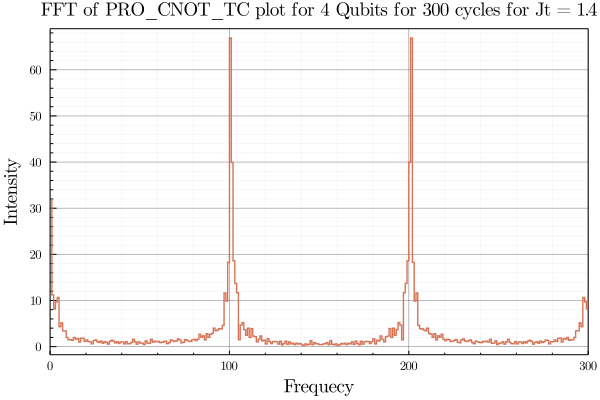 FFT of PRO_CNOT_TC plot for 4 Qubits for 300 cycles for Jt = 1.4
Intensity
60
50
40
30
20
10
0
0 100 200 300
Frequecy